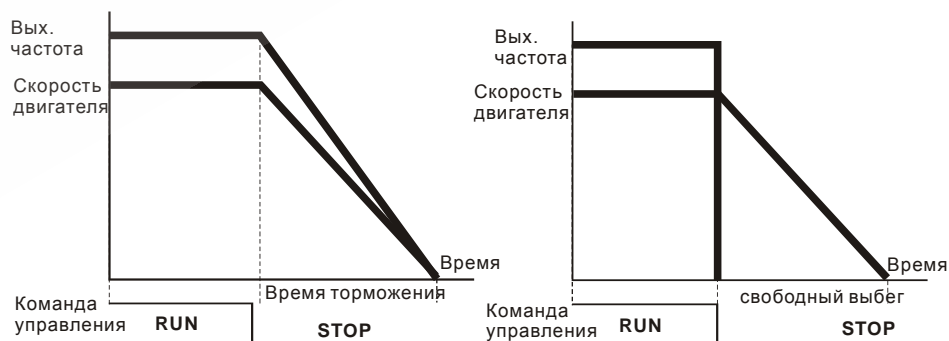 Вых.
частота
Скорость
двигателя
Время
Время торможения
Команда
управления
RUN
STOP
Вых.
частота
Скорость
двигателя
Время
свободный выбег
Команда
управления
RUN
STOP